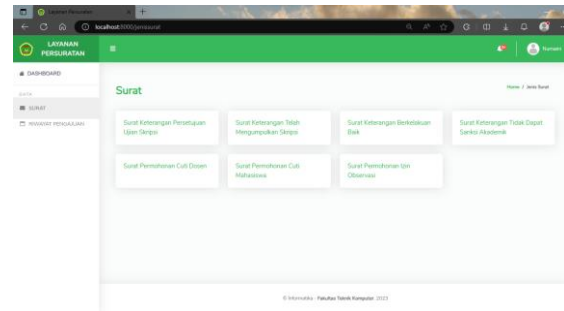 Layanan Persuratan
localhost:8000/jenissurat
LAYANAN
PERSURATAN
DASHBOARD
SURAT
RIWAYAT PENGAJUAN
Surat
Home / Jenis Surat
Surat Keterangan Persetujuan
Ujian Skripsi
Surat Keterangan Telah
Mengumpulkan Skripsi
Surat Keterangan Berkelakuan
Baik
Surat Keterangan Tidak Dapat
Sanksi Akademik
Surat Permohonan Cuti Dosen
Surat Permohonan Cuti
Mahasiswa
Surat Permohonan Izin
Observasi
© Informatika - Fakultas Teknik Komputer 2023